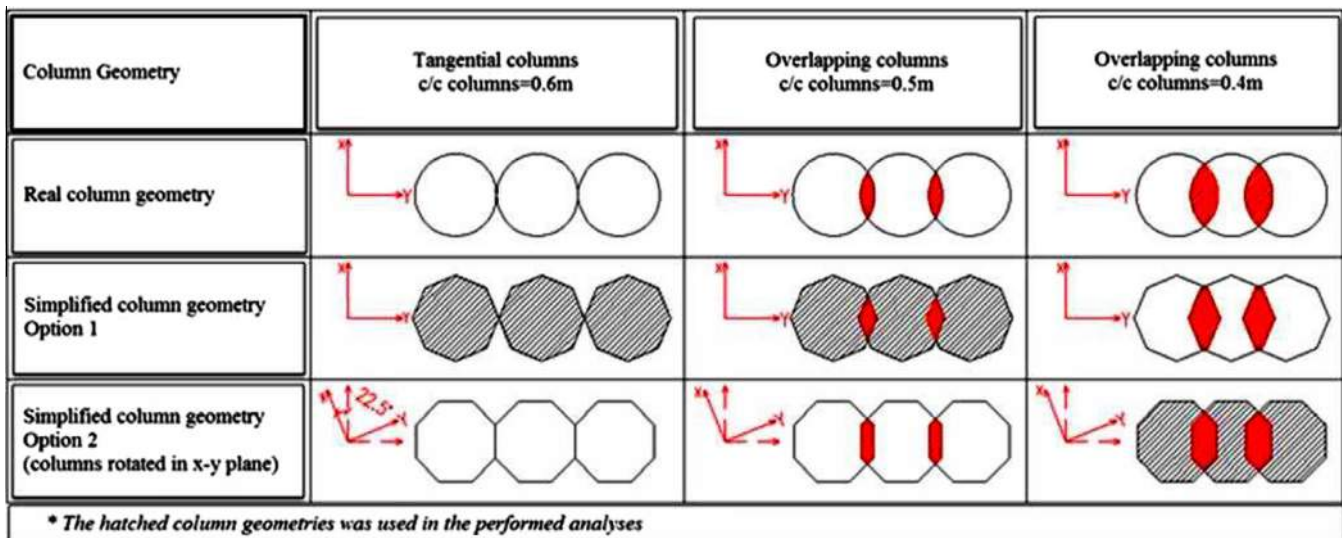 Column Geometry
Tangential columns
c/c columns=0.6m
Overlapping columns
c/c columns=0.5m
Overlapping columns
c/c columns=0.4m
Real column geometry
X
Y
X
Y
X
Y
Simplified column geometry
Option 1
X
Y
X
Y
X
Y
Simplified column geometry
Option 2
(columns rotated in x-y plane)
X
22.5°
Y
X
Y
X
Y
* The hatched column geometries was used in the performed analyses